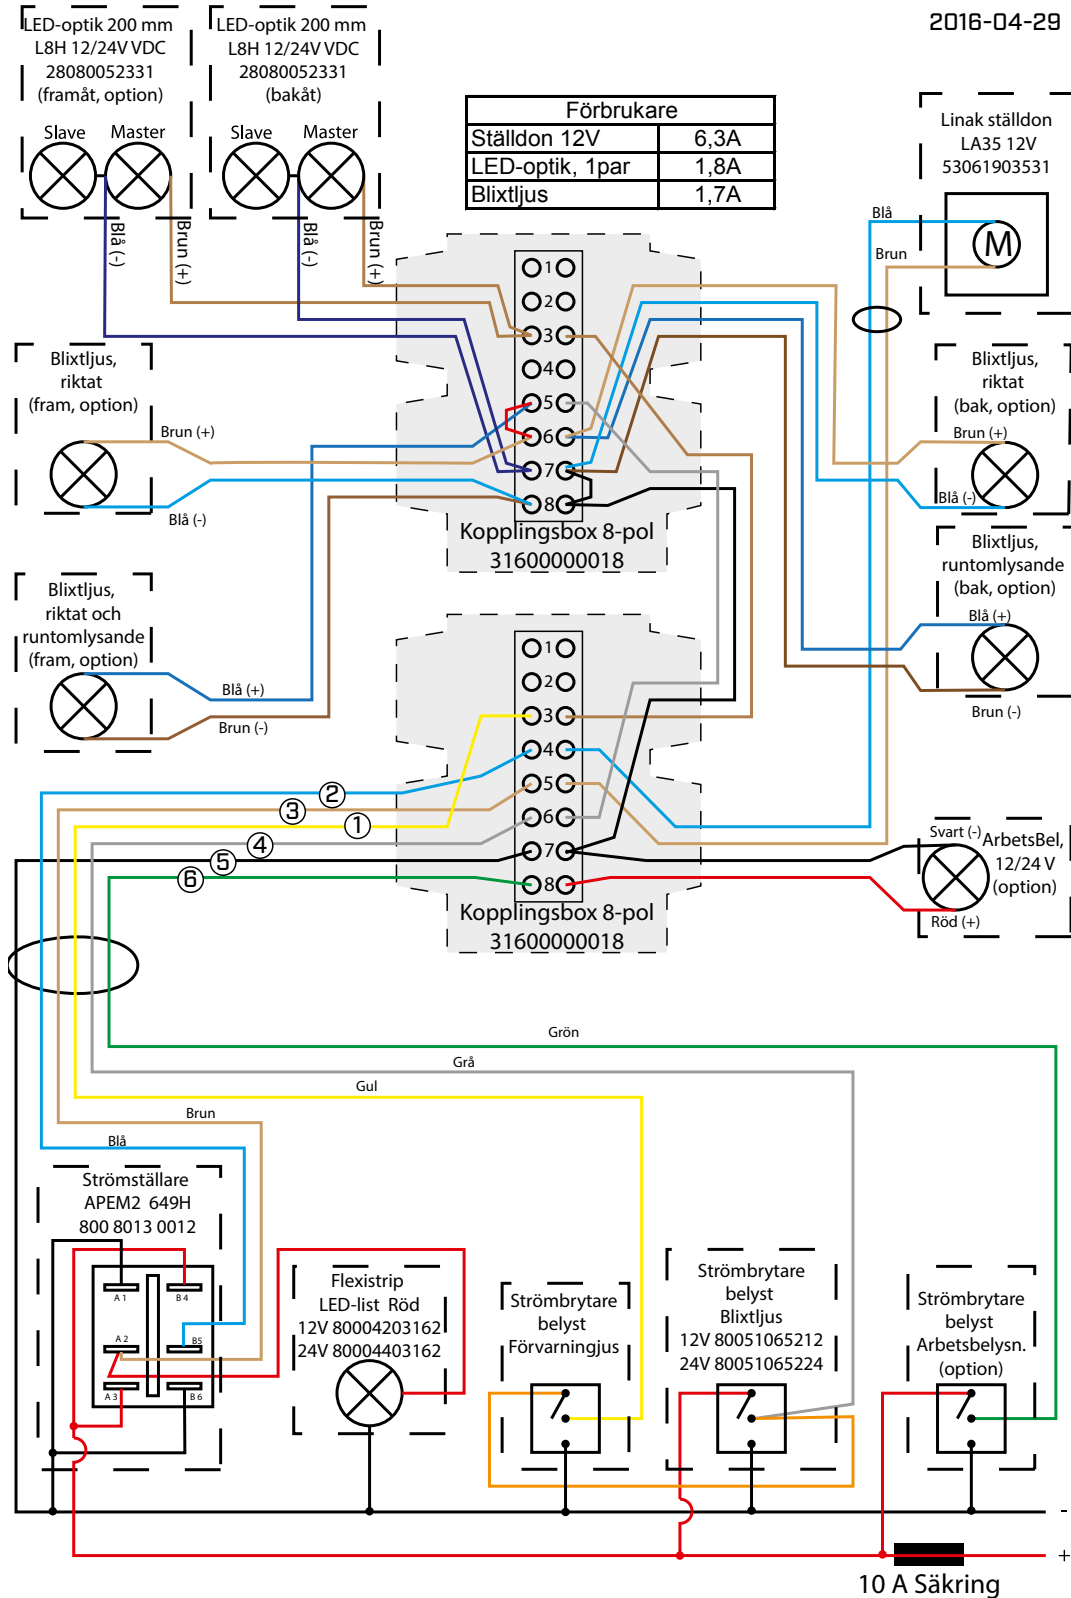 2016-04-29
LED-optik 200 mm
L8H 12/24V VDC
28080052331
(framåt, option)
Slave Master
LED-optik 200 mm
L8H 12/24V VDC
28080052331
(bakåt)
Slave Master
Blå (-)
Brun (+)
Blå (-)
Brun (+)
Förbrukare
Ställdon 12V 6,3A
LED-optik, 1par 1,8A
Blixtljus 1,7A
Linak ställdon
LA35 12V
53061903531
M
Blå
Brun
1
2
3
4
5
6
7
8
Kopplingsbox 8-pol
31600000018
Blixtljus,
riktat
(fram, option)
Brun (+)
Blå (-)
Blixtljus,
riktat
(bak, option)
Brun (+)
Blå (-)
Blixtljus,
runtomlysande
(bak, option)
Blå (+)
Brun (-)
Blixtljus,
riktat och
runtomlysande
(fram, option)
Blå (+)
Brun (-)
1
2
3
4
5
6
7
8
Kopplingsbox 8-pol
31600000018
2
3
1
4
5
6
Svart (-)
ArbetsBel,
12/24 V
(option)
Röd (+)
Grön
Grå
Gul
Brun
Blå
Strömställare
APEM2 649H
800 8013 0012
A 1
B 4
A 2
B5
A 3
B 6
Flexistrip
LED-list Röd
12V 80004203162
24V 80004403162
Strömbrytare
belyst
Förvarningjus
Strömbrytare
belyst
Blixtljus
12V 80051065212
24V 80051065224
Strömbrytare
belyst
Arbetsbelysn.
(option)
-
+
10 A Säkring